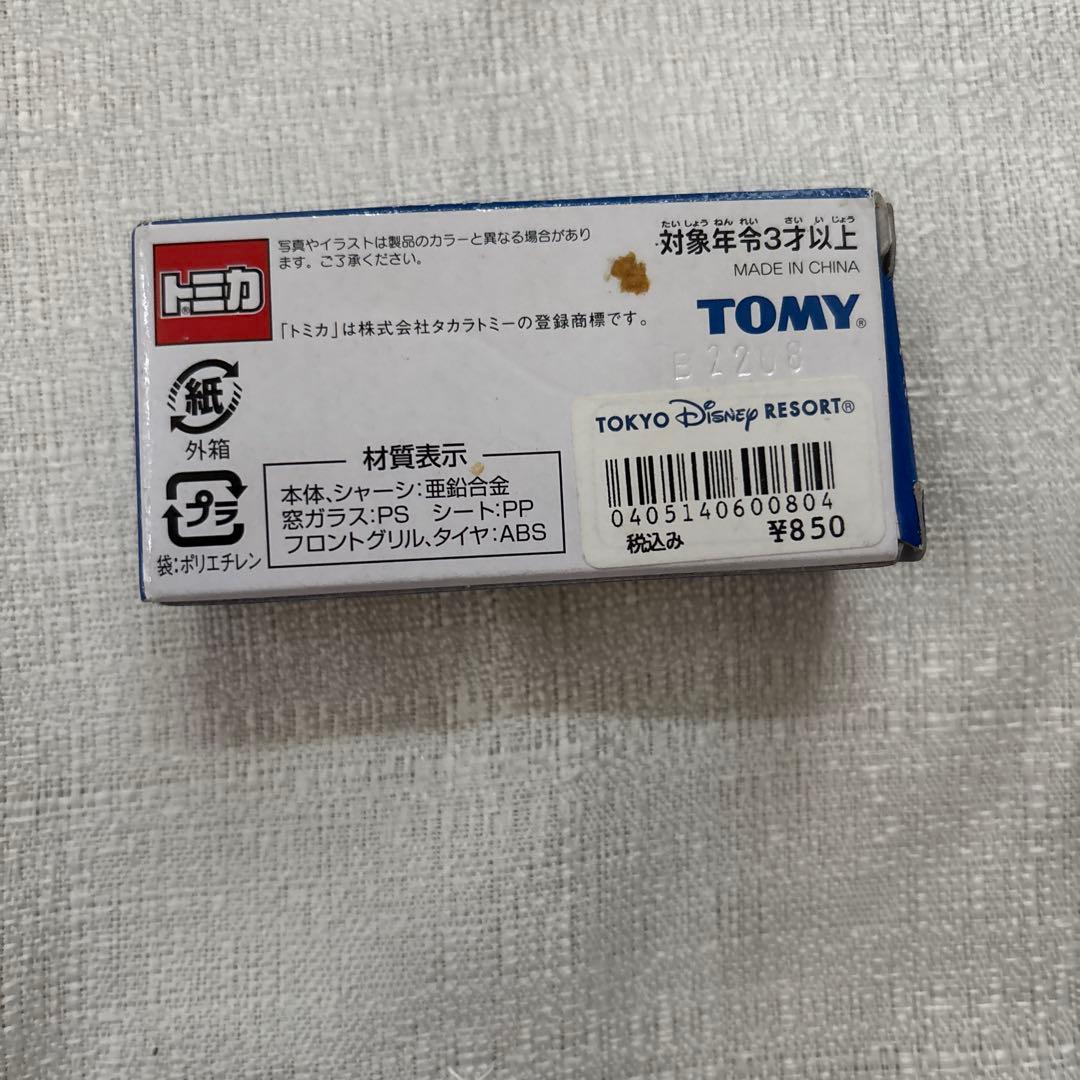 トミカ®
写真やイラストは製品のカラーと異なる場合があり
ます。ご了承ください。
「トミカ」は株式会社タカラトミーの登録商標です。
たいしょうねんれい さい いじょう
対象年令3才以上
MADE IN CHINA
TOMY®
紙
外箱
プラ
袋:ポリエチレン
材質表示
本体、シャーシ:亜鉛合金
窓ガラス:PS シート:PP
フロントグリル、タイヤ:ABS
TOKYO Disney RESORT®
0405140600804
税込み ¥850